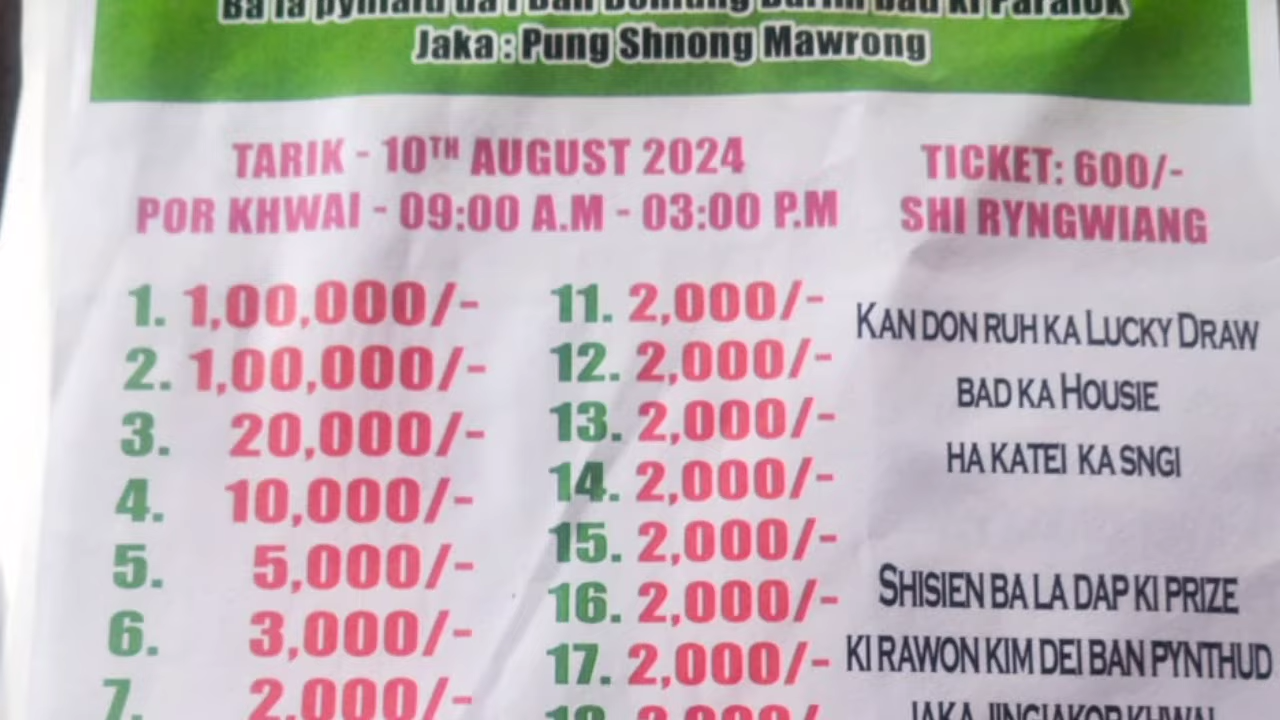 Jaka : Pung Shnong Mawrong
TARIK - 10TH AUGUST 2024
POR KHWAI - 09:00 A.M - 03:00 P.M
TICKET: 600/-
SHI RYNGWIANG
1. 1,00,000/-
2. 1,00,000/-
3. 20,000/-
4. 10,000/-
5. 5,000/-
6. 3,000/-
7. 2,000/-
11. 2,000/-
12. 2,000/-
13. 2,000/-
14. 2,000/-
15. 2,000/-
16. 2,000/-
17. 2,000/-
KAN DON RUH KA LUCKY DRAW
BAD KA HOUSIE
HA KATEI KA SNGI
SHISIEN BA LA DAP KI PRIZE
KI RAWON KIM DEI BAN PYNTHUD